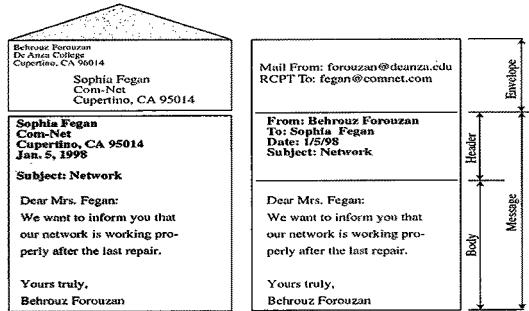 Behrouz Forouzan
De Anza College
Cupertino, CA 96014
Sophia Fegan
Com-Net
Cupertino, CA 95014
Sophia Fegan
Com-Net
Cupertino, CA 95014
Jan. 5, 1998
Subject: Network
Dear Mrs. Fegan:
We want to inform you that
our network is working pro-
perly after the last repair.
Yours truly,
Behrouz Forouzan
Mail From: forouzan@deanza.edu
RCPT To: fegan@comnet.com
From: Behrouz Forouzan
To: Sophia Fegan
Date: 1/5/98
Subject: Network
Dear Mrs. Fegan:
We want to inform you that
our network is working pro-
perly after the last repair.
Yours truly,
Behrouz Forouzan
Envelope
Header
Body
Message